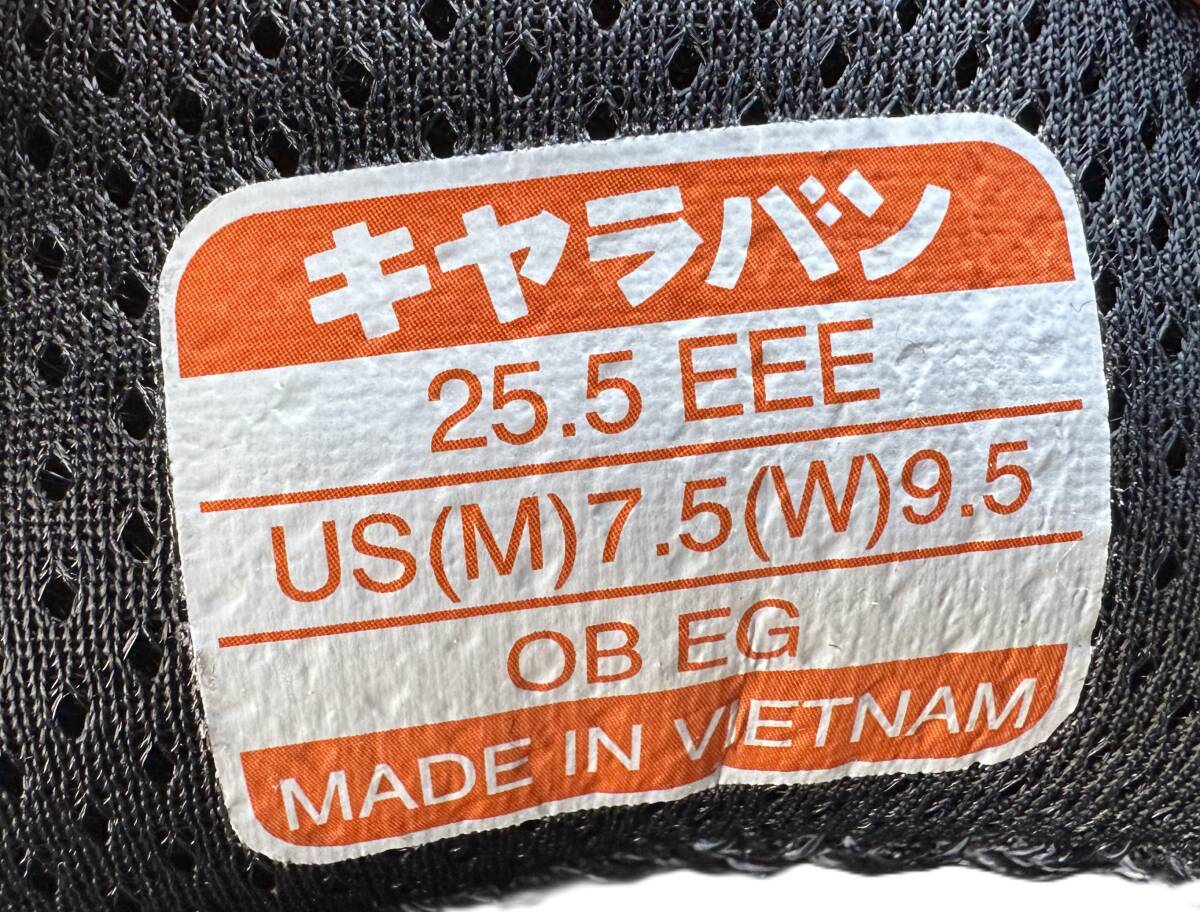 キャラバン
25.5 EEE
US(M)7.5(W)9.5
OB EG
MADE IN VIETNAM